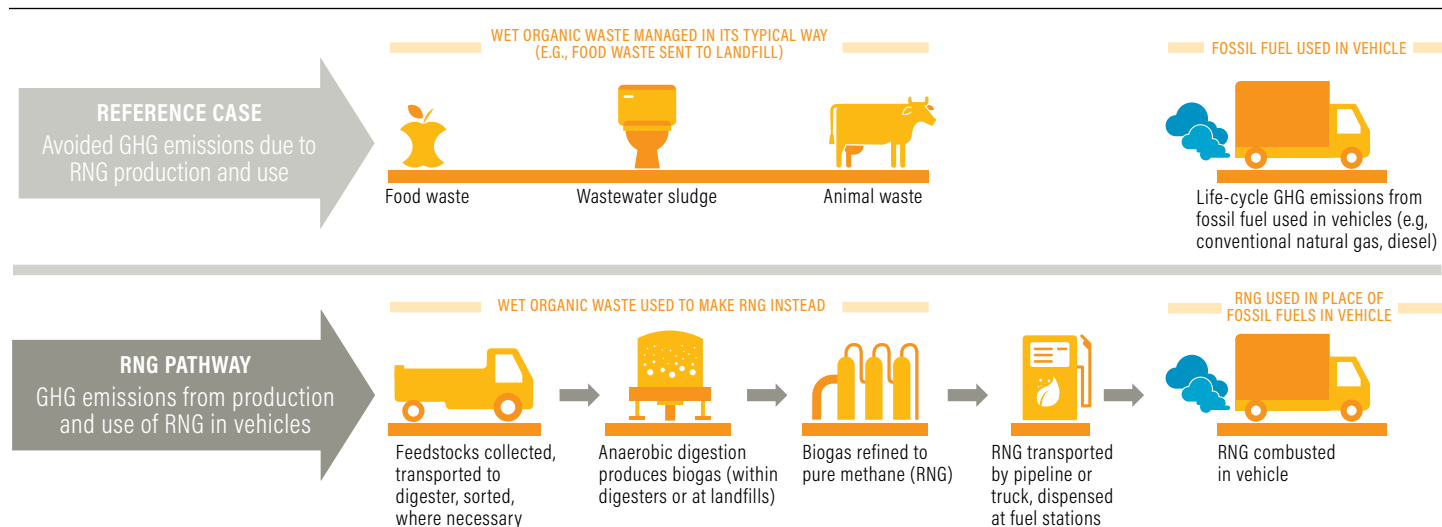 WET ORGANIC WASTE MANAGED IN ITS TYPICAL WAY
(E.G., FOOD WASTE SENT TO LANDFILL)
FOSSIL FUEL USED IN VEHICLE
REFERENCE CASE
Avoided GHG emissions due to
RNG production and use
Food waste
Wastewater sludge
Animal waste
Life-cycle GHG emissions from
fossil fuel used in vehicles (e.g,
conventional natural gas, diesel)
WET ORGANIC WASTE USED TO MAKE RNG INSTEAD
RNG USED IN PLACE OF
FOSSIL FUELS IN VEHICLE
RNG PATHWAY
GHG emissions from production
and use of RNG in vehicles
Feedstocks collected,
transported to
digester, sorted,
where necessary
Anaerobic digestion
produces biogas (within
digesters or at landfills)
Biogas refined to
pure methane (RNG)
RNG transported
by pipeline or
truck, dispensed
at fuel stations
RNG combusted
in vehicle